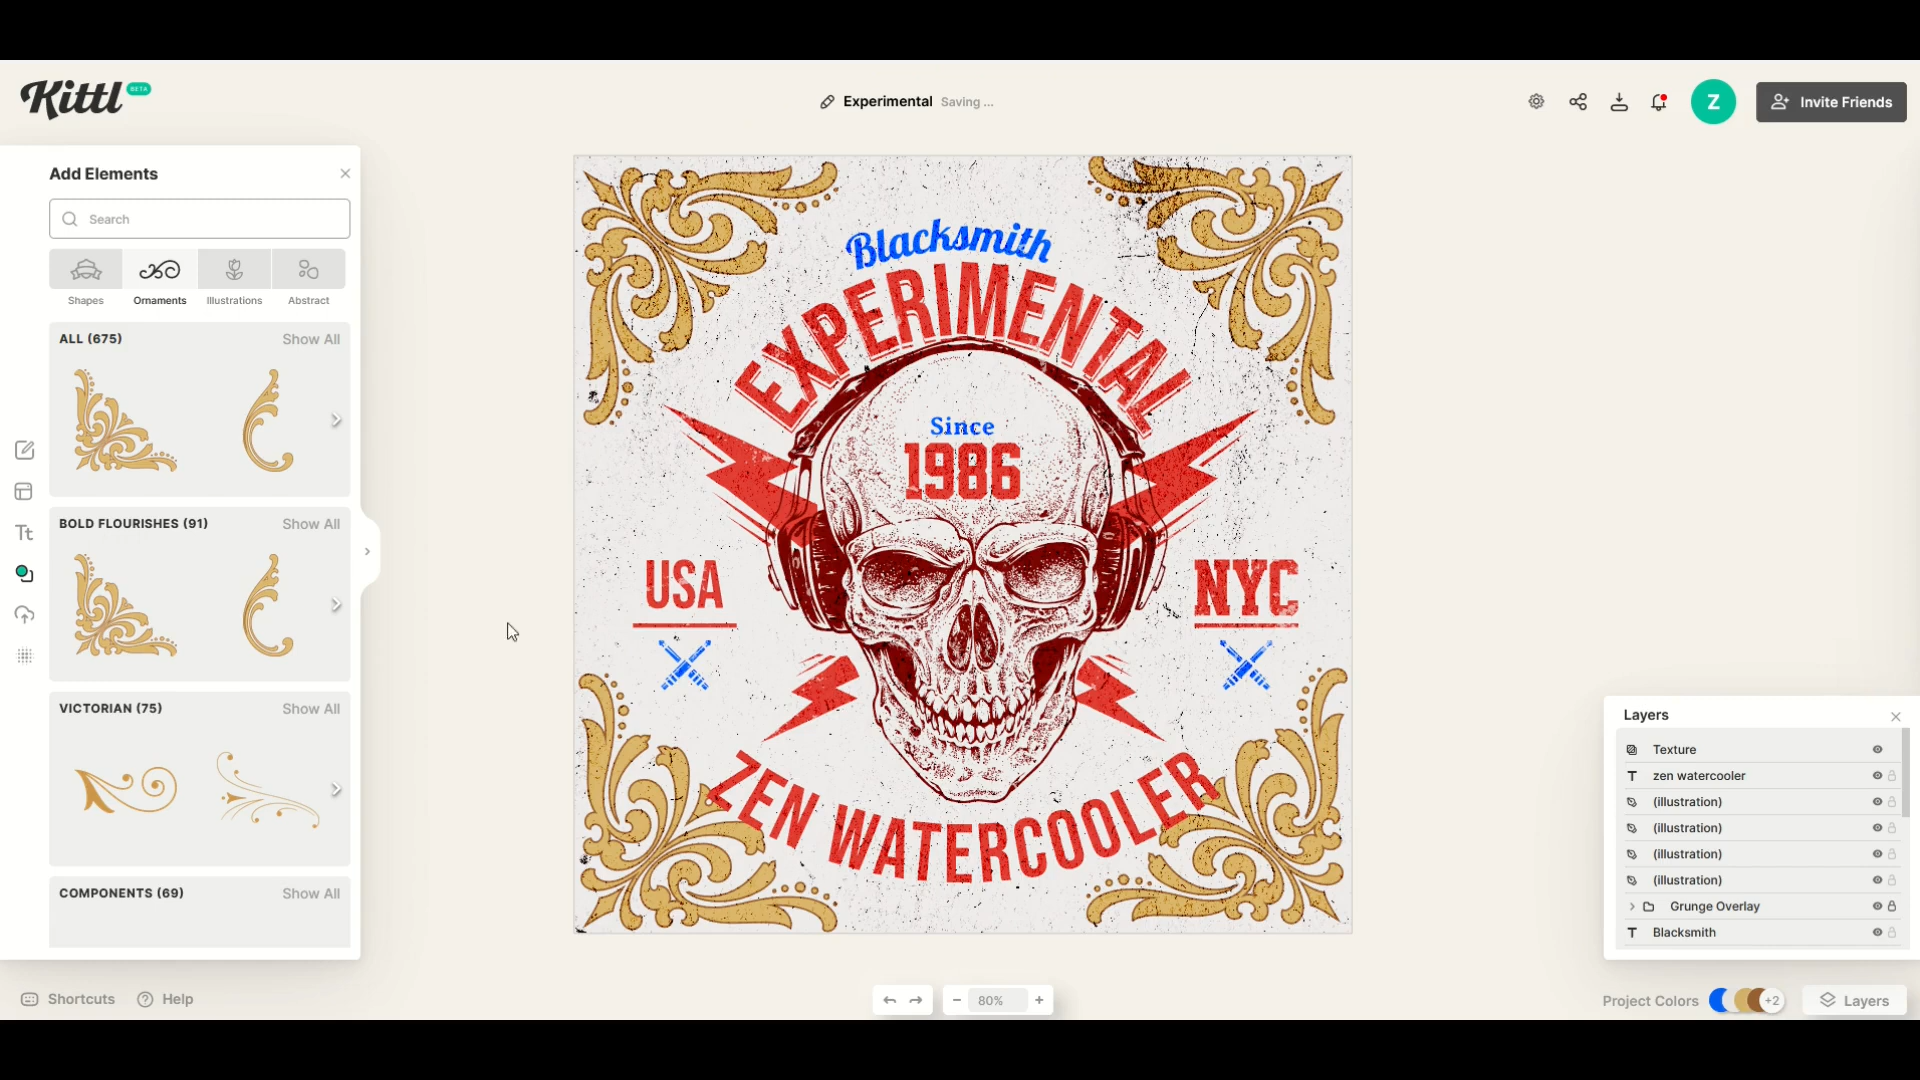 Kittl BETA
Experimental Saving ...
Z
Invite Friends
Add Elements
Search
Shapes
Ornaments
Illustrations
Abstract
ALL (675)
Show All
BOLD FLOURISHES (91)
Show All
VICTORIAN (75)
Show All
COMPONENTS (69)
Show All
Tt
Blacksmith
EXPERIMENTAL
Since
1986
USA
NYC
ZEN WATERCOOLER
Layers
Texture
T zen watercooler
(illustration)
(illustration)
(illustration)
(illustration)
Grunge Overlay
T Blacksmith
Shortcuts
Help
80%
Project Colors
+2
Layers